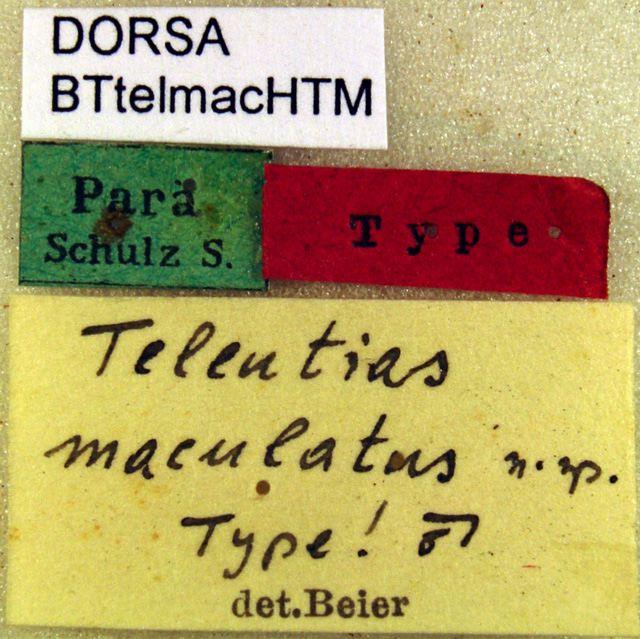 DORSA
BTtelmacHTM
Pará
Schulz S.
Type
Teleutias
maculatus n. sp.
Type! ♂
det. Beier